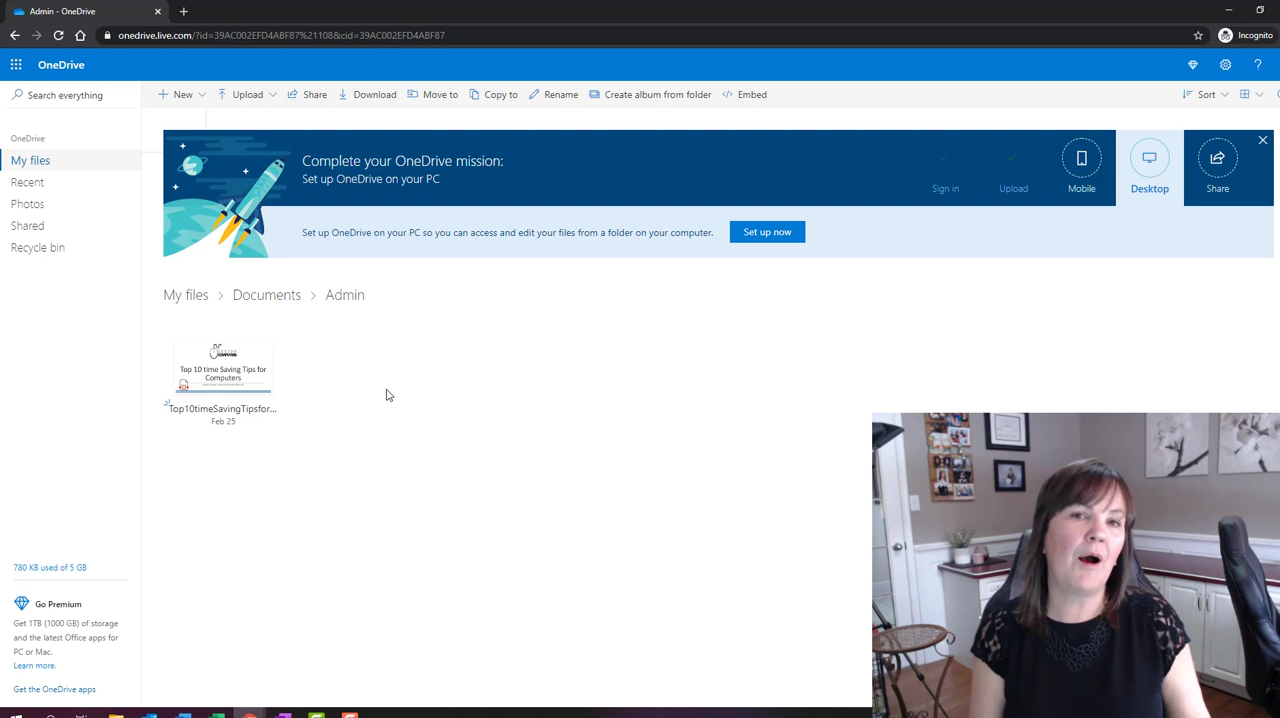 Admin - OneDrive
onedrive.live.com/?id=39AC002EFD4ABF87%21108&cid=39AC002EFD4ABF87
Incognito
OneDrive
?
Search everything
New
Upload
Share
Download
Move to
Copy to
Rename
Create album from folder
Embed
Sort
OneDrive
My files
Recent
Photos
Shared
Recycle bin
Complete your OneDrive mission:
Set up OneDrive on your PC
Sign in
Upload
Mobile
Desktop
Share
Set up OneDrive on your PC so you can access and edit your files from a folder on your computer.
Set up now
My files > Documents > Admin
COMPUTERS
Top 10 time Saving Tips for
Computers
Top10timeSavingTipsfor...
Feb 25
780 KB used of 5 GB
Go Premium
Get 1TB (1000 GB) of storage
and the latest Office apps for
PC or Mac.
Learn more.
Get the OneDrive apps